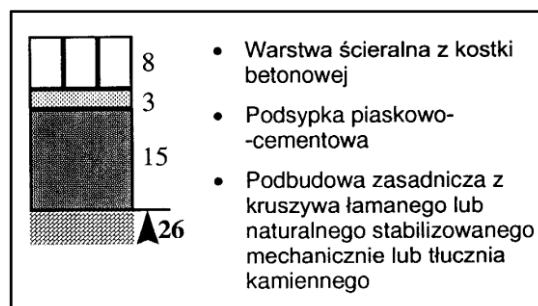 8
3
15
26
• Warstwa ścieralna z kostki
betonowej
• Podsypka piaskowo-
-cementowa
• Podbudowa zasadnicza z
kruszywa łamanego lub
naturalnego stabilizowanego
mechanicznie lub tłucznia
kamiennego